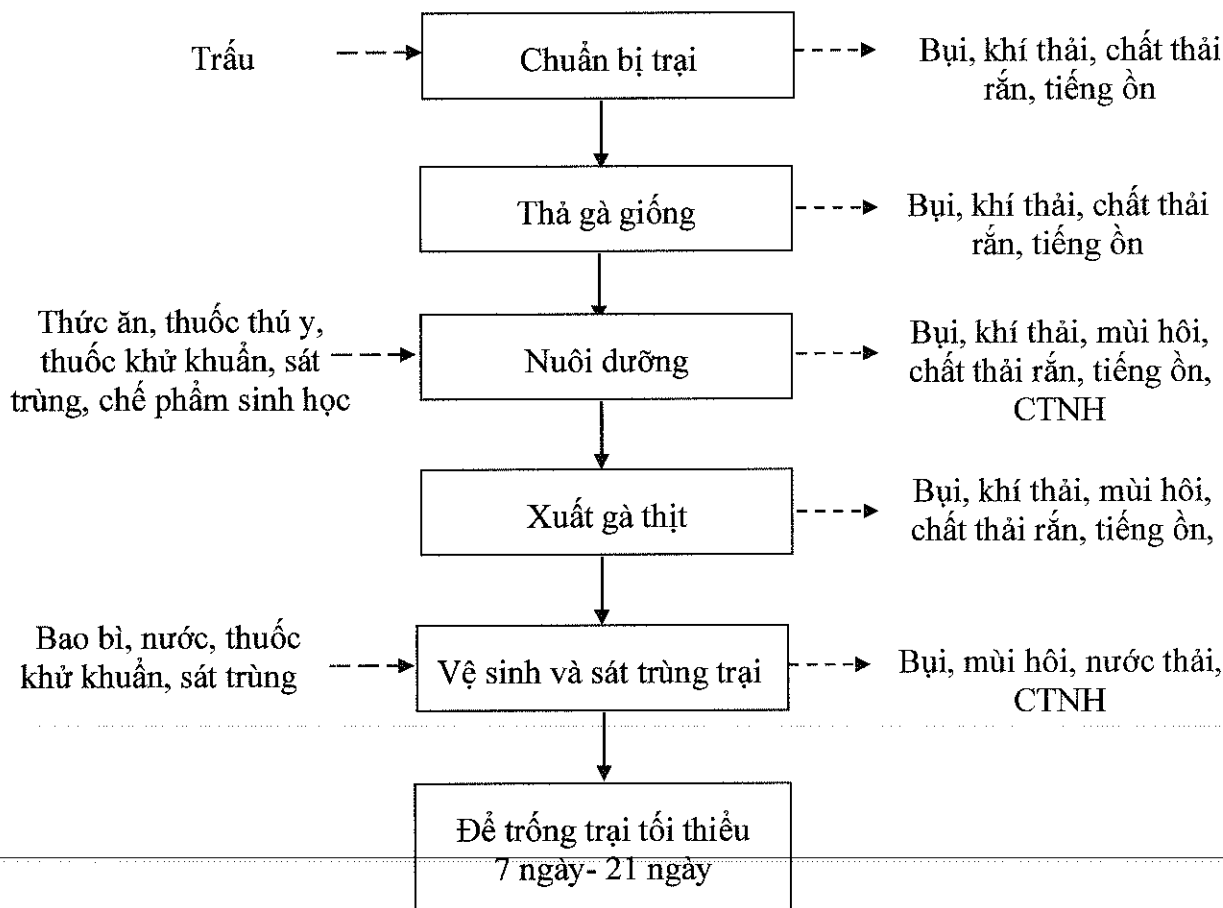 Trấu
Chuẩn bị trại
Bụi, khí thải, chất thải
rắn, tiếng ồn
Thả gà giống
Bụi, khí thải, chất thải
rắn, tiếng ồn
Thức ăn, thuốc thú y,
thuốc khử khuẩn, sát
trùng, chế phẩm sinh học
Nuôi dưỡng
Bụi, khí thải, mùi hôi,
chất thải rắn, tiếng ồn,
CTNH
Xuất gà thịt
Bụi, khí thải, mùi hôi,
chất thải rắn, tiếng ồn,
Bao bì, nước, thuốc
khử khuẩn, sát trùng
Vệ sinh và sát trùng trại
Bụi, mùi hôi, nước thải,
CTNH
Để trống trại tối thiểu
7 ngày- 21 ngày